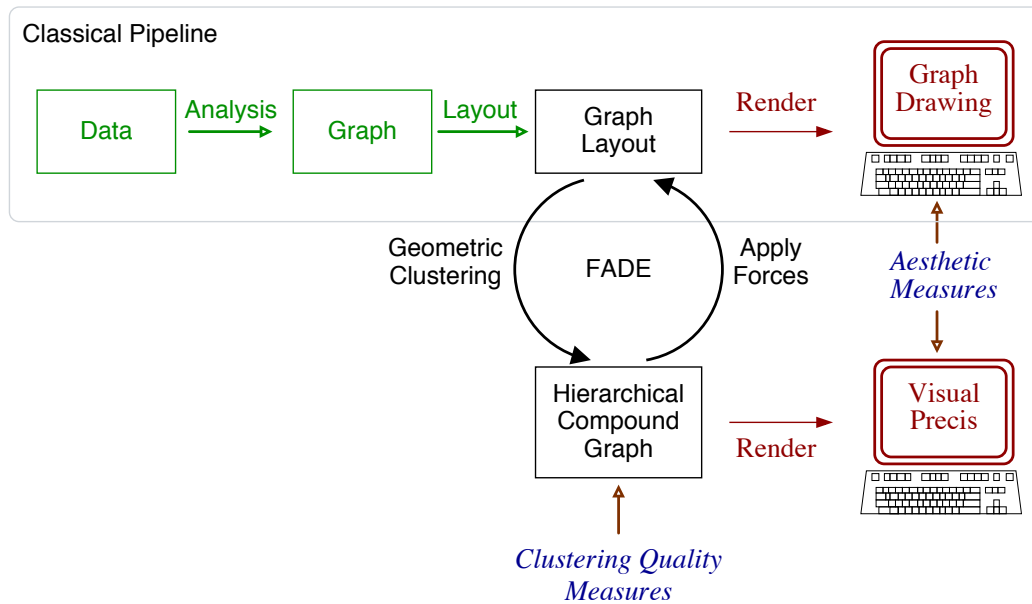 Classical Pipeline
Data
Analysis
Graph
Layout
Graph
Layout
Render
Graph
Drawing
Geometric
Clustering
FADE
Apply
Forces
Aesthetic
Measures
Hierarchical
Compound
Graph
Render
Visual
Precis
Clustering Quality
Measures